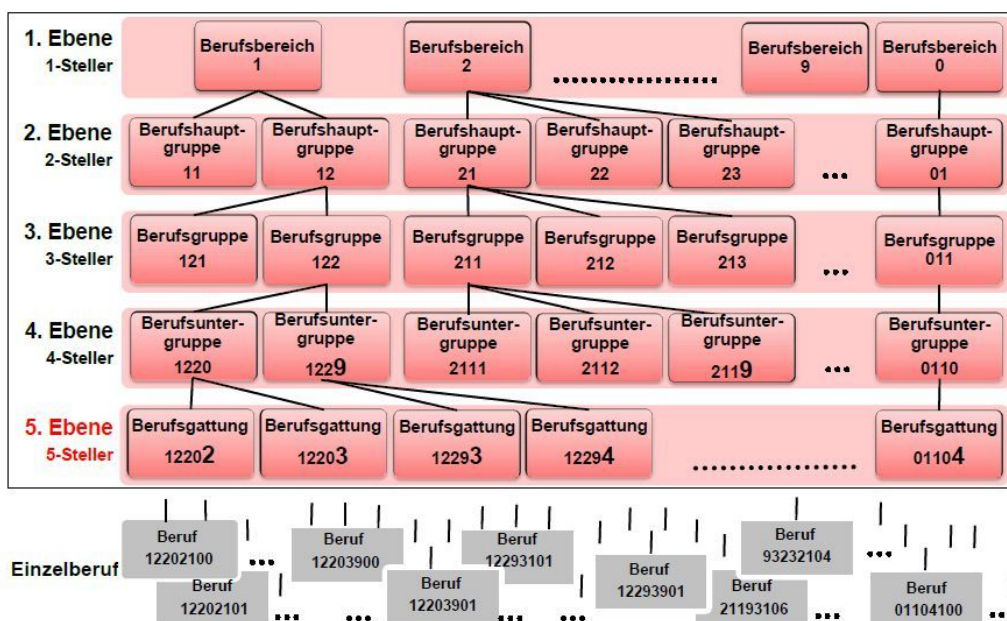 1. Ebene
1-Steller
Berufsbereich
1
Berufsbereich
2
..................
Berufsbereich
9
Berufsbereich
0
2. Ebene
2-Steller
Berufshaupt-
gruppe
11
Berufshaupt-
gruppe
12
Berufshaupt-
gruppe
21
Berufshaupt-
gruppe
22
Berufshaupt-
gruppe
23
...
Berufshaupt-
gruppe
01
3. Ebene
3-Steller
Berufsgruppe
121
Berufsgruppe
122
Berufsgruppe
211
Berufsgruppe
212
Berufsgruppe
213
...
Berufsgruppe
011
4. Ebene
4-Steller
Berufsunter-
gruppe
1220
Berufsunter-
gruppe
1229
Berufsunter-
gruppe
2111
Berufsunter-
gruppe
2112
Berufsunter-
gruppe
2119
...
Berufsunter-
gruppe
0110
5. Ebene
5-Steller
Berufsgattung
12202
Berufsgattung
12203
Berufsgattung
12293
Berufsgattung
12294
..................
Berufsgattung
01104
Einzelberuf
Beruf
12202100
...
Beruf
12203900
Beruf
12293101
Beruf
93232104
...
Beruf
12202101
...
...
Beruf
12203901
...
...
Beruf
12293901
Beruf
21193106
...
Beruf
01104100
...